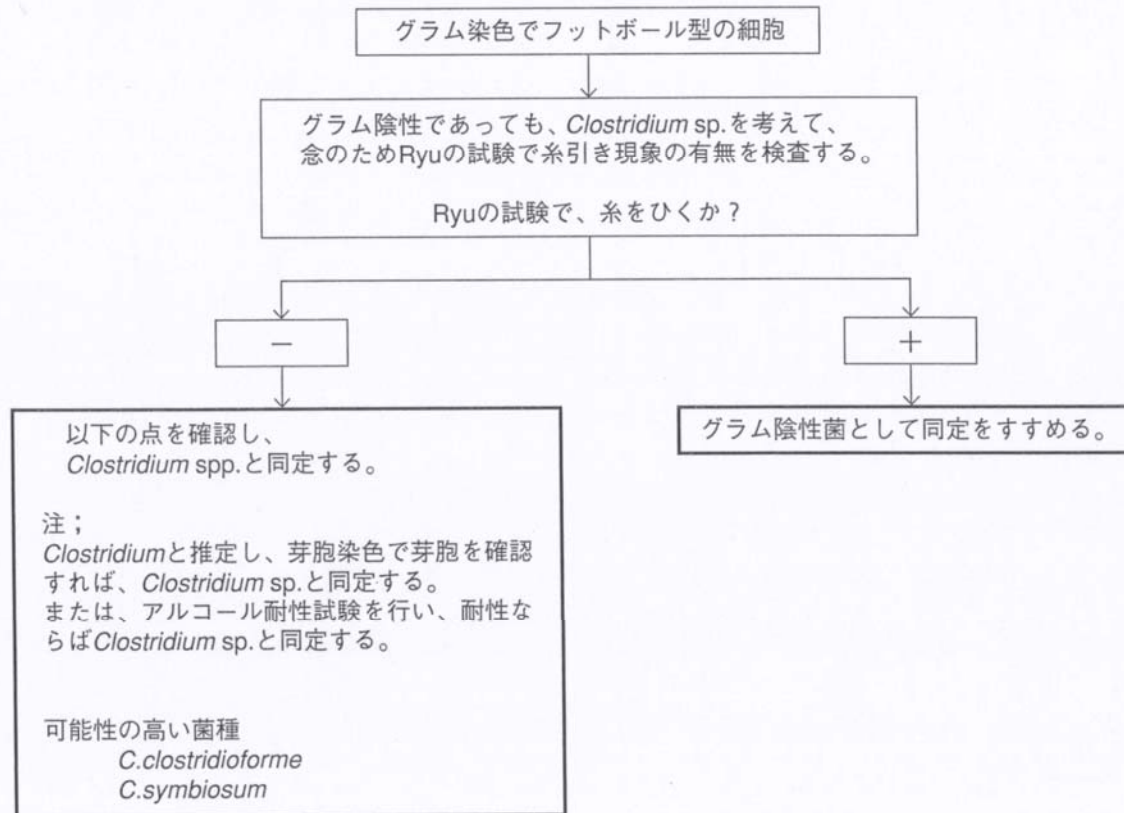 グラム染色でフットボール型の細胞
グラム陰性であっても、Clostridium sp.を考えて、
念のためRyuの試験で糸引き現象の有無を検査する。
Ryuの試験で、糸をひくか？
－
＋
以下の点を確認し、
Clostridium spp.と同定する。
注；
Clostridiumと推定し、芽胞染色で芽胞を確認
すれば、Clostridium sp.と同定する。
または、アルコール耐性試験を行い、耐性な
らばClostridium sp.と同定する。
可能性の高い菌種
C.clostridioforme
C.symbiosum
グラム陰性菌として同定をすすめる。